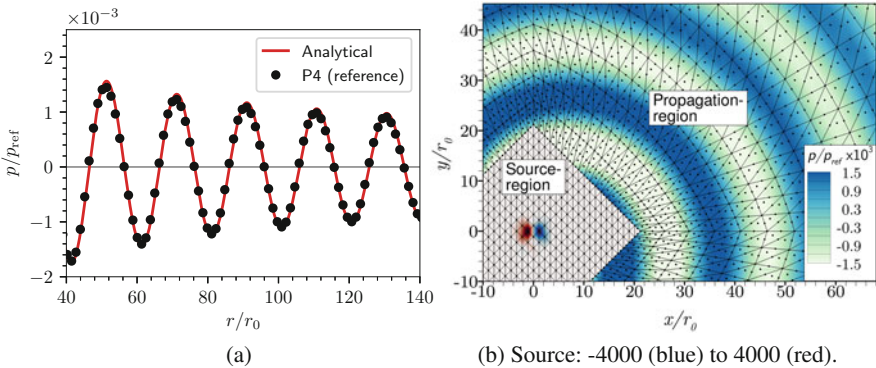 ×10⁻³
2
1
0
−1
−2
p/p_ref
Analytical
P4 (reference)
40 60 80 100 120 140
r/r₀
(a)
40
30
20
10
0
-10
y/r₀
Propagation-
region
Source-
region
p/p_ref ×10³
1.5
0.9
0.3
-0.3
-0.9
-1.5
-10 0 10 20 30 40 50 60
x/r₀
(b) Source: -4000 (blue) to 4000 (red).